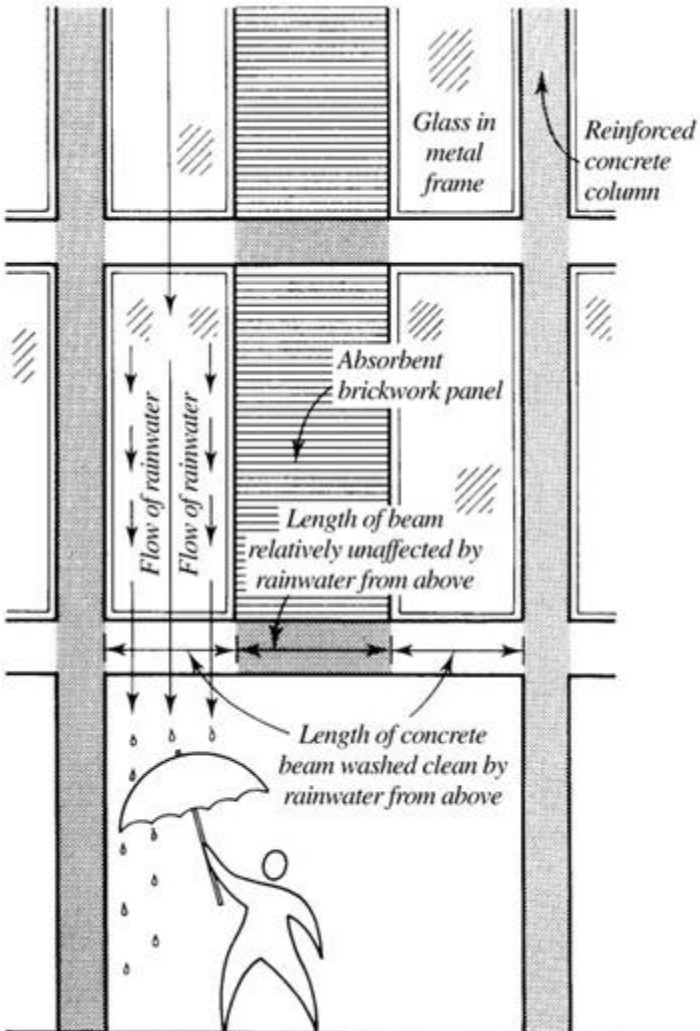 Glass in
metal
frame
Reinforced
concrete
column
Absorbent
brickwork panel
Flow of rainwater
Flow of rainwater
Length of beam
relatively unaffected by
rainwater from above
Length of concrete
beam washed clean by
rainwater from above